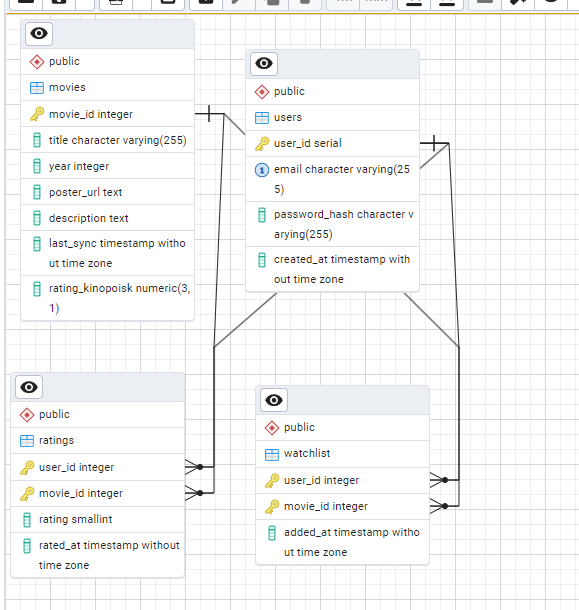 public
movies
movie_id integer
title character varying(255)
year integer
poster_url text
description text
last_sync timestamp witho
ut time zone
rating_kinopoisk numeric(3,
1)
public
users
user_id serial
1
email character varying(25
5)
password_hash character v
arying(255)
created_at timestamp with
out time zone
public
ratings
user_id integer
movie_id integer
rating smallint
rated_at timestamp without
time zone
public
watchlist
user_id integer
movie_id integer
added_at timestamp witho
ut time zone